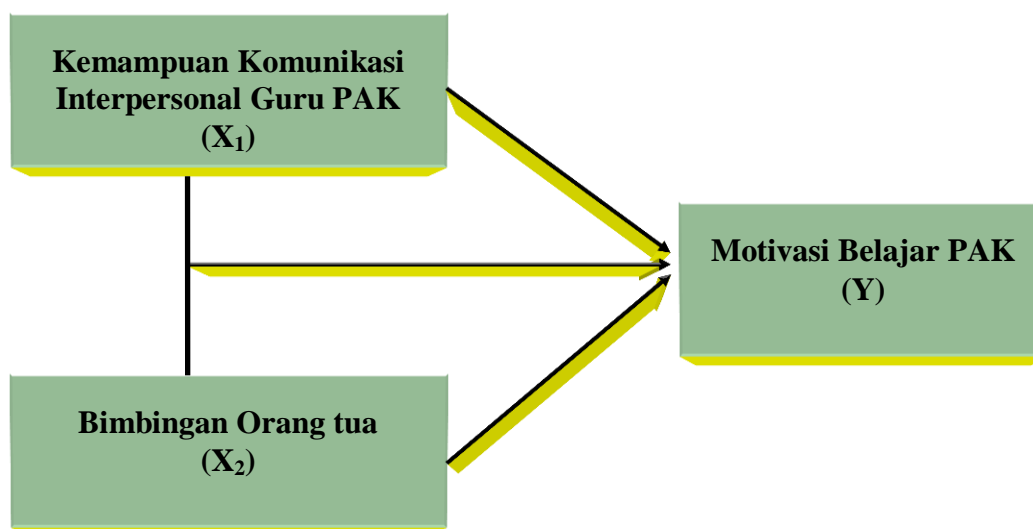 Kemampuan Komunikasi
Interpersonal Guru PAK
(X₁)
Motivasi Belajar PAK
(Y)
Bimbingan Orang tua
(X₂)